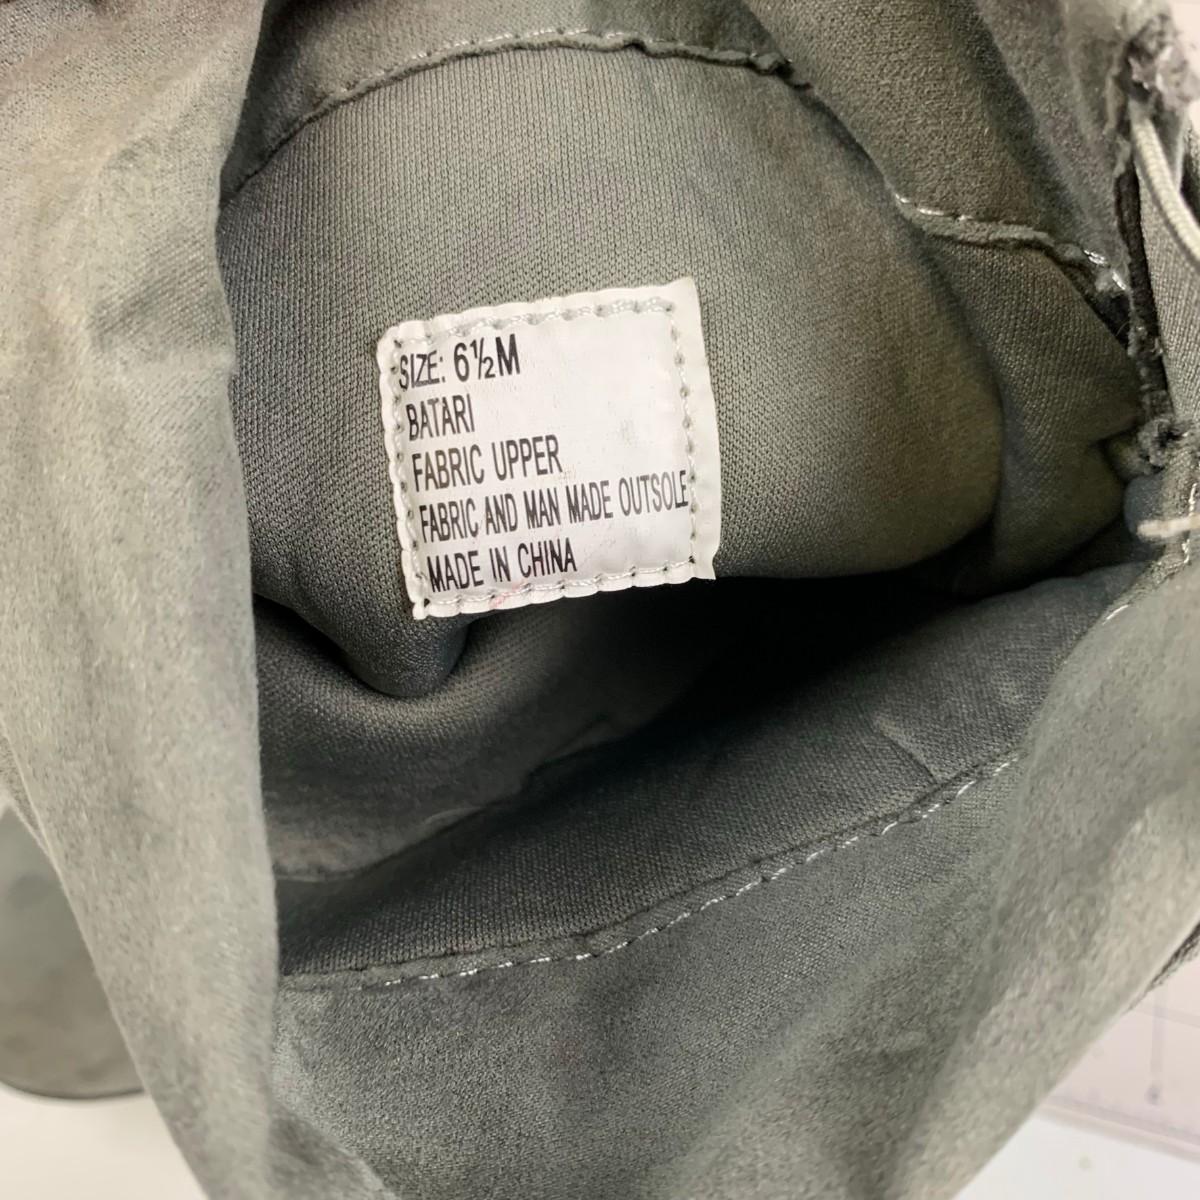 SIZE: 6½M
BATARI
FABRIC UPPER
FABRIC AND MAN MADE OUTSOLE
MADE IN CHINA